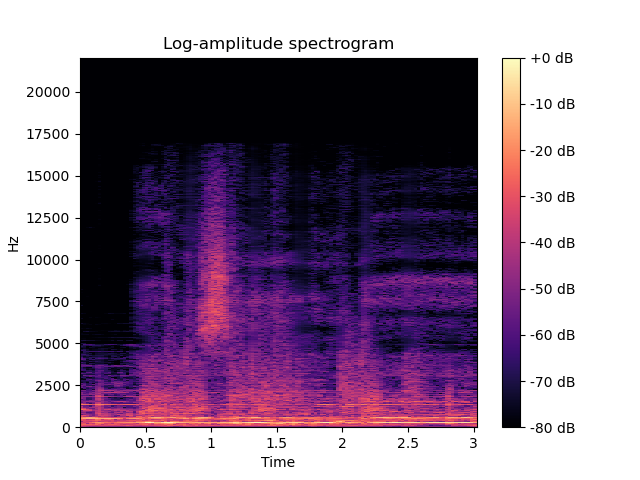 Log-amplitude spectrogram
20000
17500
15000
12500
10000
7500
5000
2500
0
Hz
0 0.5 1 1.5 2 2.5 3
Time
+0 dB
-10 dB
-20 dB
-30 dB
-40 dB
-50 dB
-60 dB
-70 dB
-80 dB